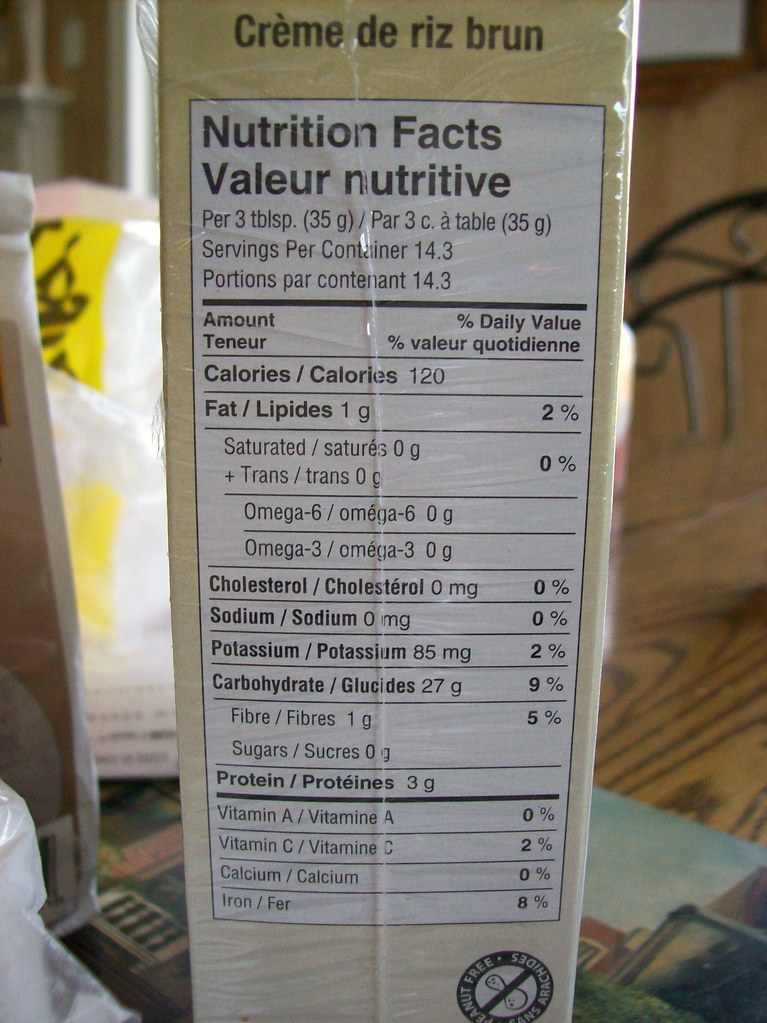 Crème de riz brun
Nutrition Facts
Valeur nutritive
Per 3 tblsp. (35 g) / Par 3 c. à table (35 g)
Servings Per Container 14.3
Portions par contenant 14.3
Amount % Daily Value
Teneur % valeur quotidienne
Calories / Calories 120
Fat / Lipides 1 g 2 %
Saturated / saturés 0 g
+ Trans / trans 0 g 0 %
Omega-6 / oméga-6 0 g
Omega-3 / oméga-3 0 g
Cholesterol / Cholestérol 0 mg 0 %
Sodium / Sodium 0 mg 0 %
Potassium / Potassium 85 mg 2 %
Carbohydrate / Glucides 27 g 9 %
Fibre / Fibres 1 g 5 %
Sugars / Sucres 0 g
Protein / Protéines 3 g
Vitamin A / Vitamine A 0 %
Vitamin C / Vitamine C 2 %
Calcium / Calcium 0 %
Iron / Fer 8 %
PEANUT FREE • SANS ARACHIDES